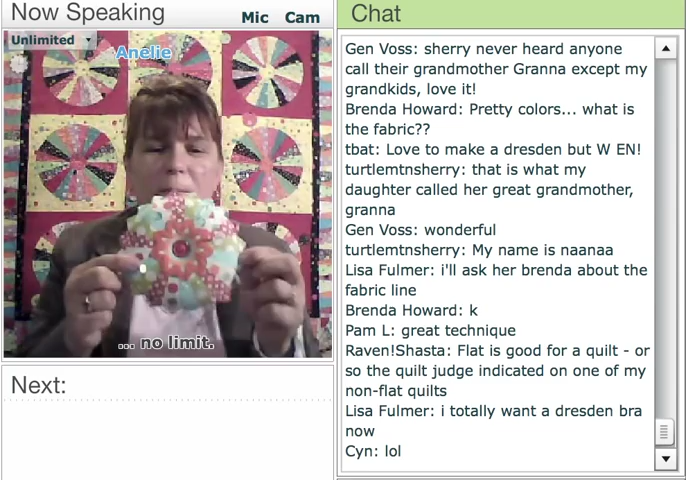 Now Speaking
Mic Cam
Unlimited
Anelie
... no limit.
Next:
Chat
Gen Voss: sherry never heard anyone
call their grandmother Granna except my
grandkids, love it!
Brenda Howard: Pretty colors... what is
the fabric??
tbat: Love to make a dresden but W EN!
turtlemtnsherry: that is what my
daughter called her great grandmother,
granna
Gen Voss: wonderful
turtlemtnsherry: My name is naanaa
Lisa Fulmer: i'll ask her brenda about the
fabric line
Brenda Howard: k
Pam L: great technique
Raven!Shasta: Flat is good for a quilt - or
so the quilt judge indicated on one of my
non-flat quilts
Lisa Fulmer: i totally want a dresden bra
now
Cyn: lol